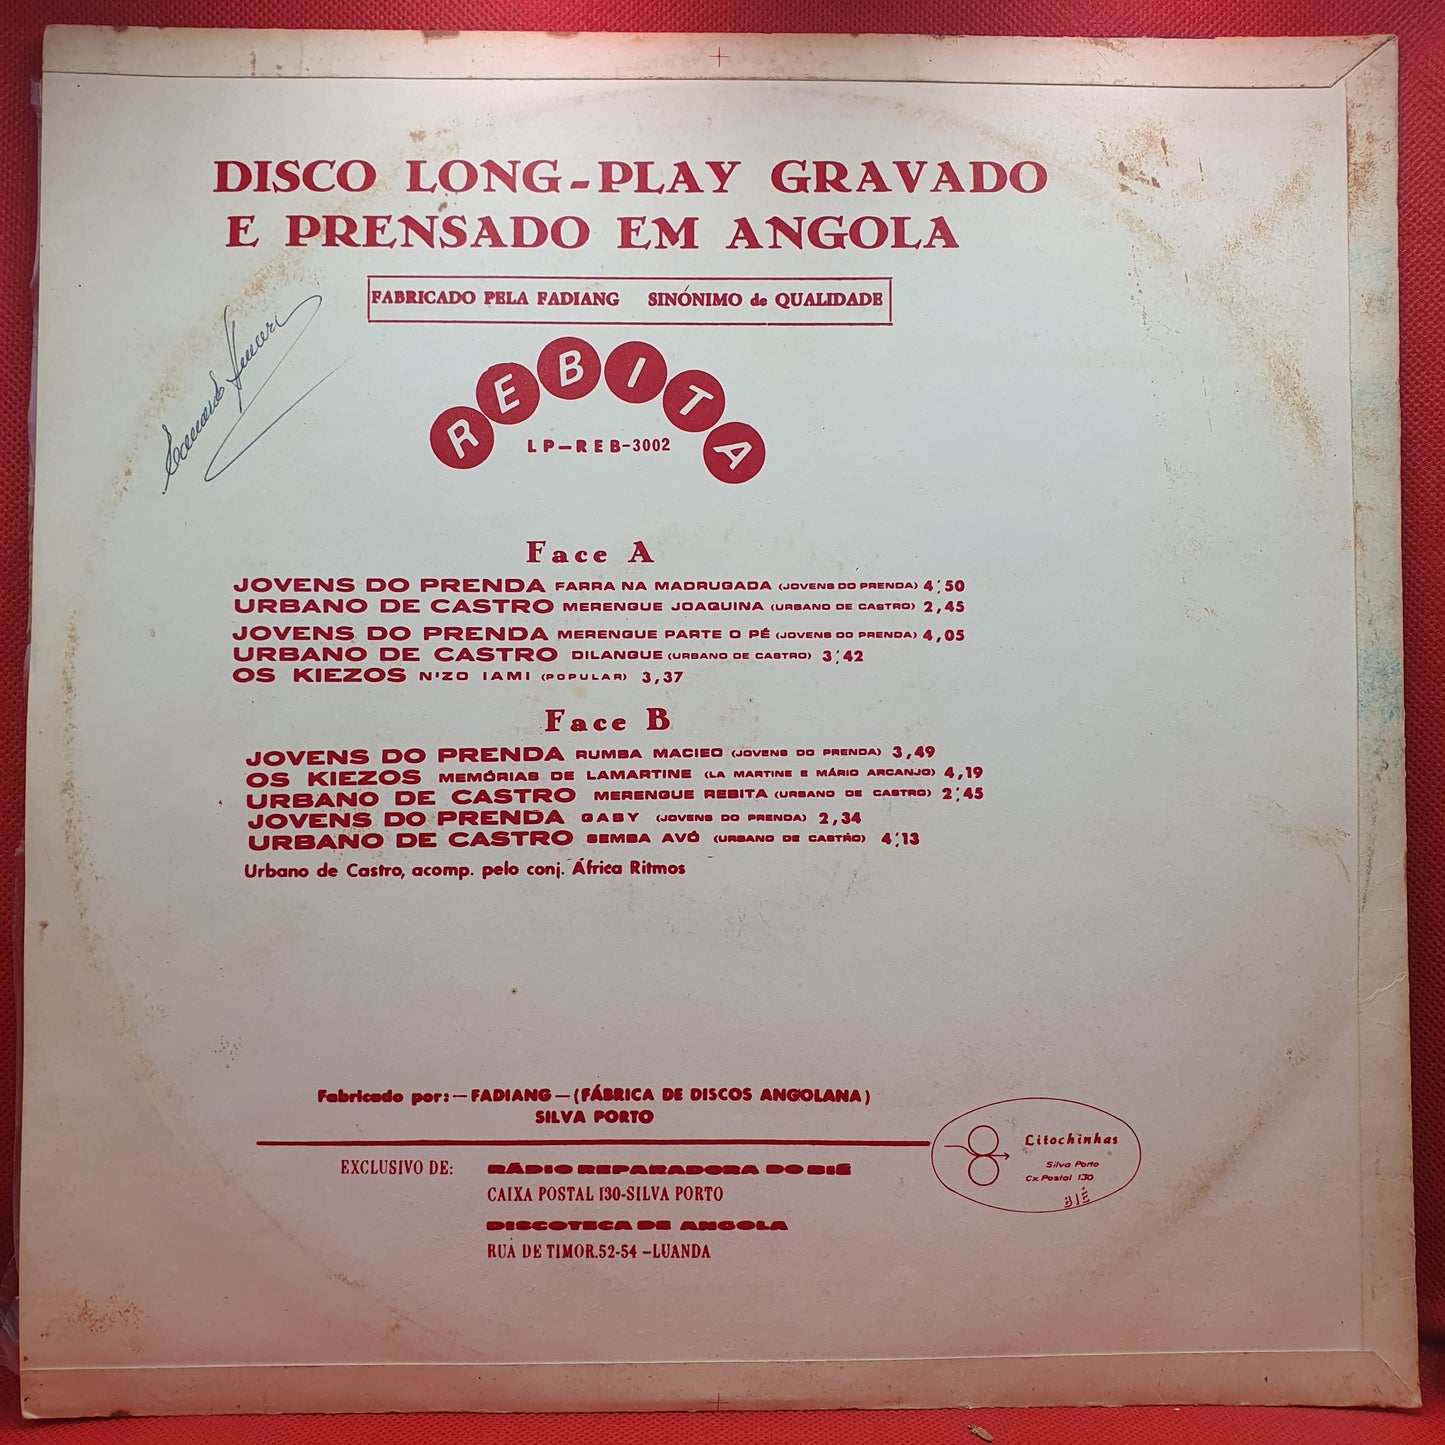 DISCO LONG-PLAY GRAVADO
E PRENSADO EM ANGOLA
FABRICADO PELA FADIANG SINÓNIMO de QUALIDADE
REBITA
LP-REB-3002
Face A
JOVENS DO PRENDA FARRA NA MADRUGADA (JOVENS DO PRENDA) 4,'50
URBANO DE CASTRO MERENGUE JOAQUINA (URBANO DE CASTRO) 2,45
JOVENS DO PRENDA MERENGUE PARTE O PÉ (JOVENS DO PRENDA) 4,05
URBANO DE CASTRO DILANGUE (URBANO DE CASTRO) 3,'42
OS KIEZOS N'ZO IAMI (POPULAR) 3,37
Face B
JOVENS DO PRENDA RUMBA MACIEO (JOVENS DO PRENDA) 3,49
OS KIEZOS MEMÓRIAS DE LAMARTINE (LA MARTINE E MÁRIO ARCANJO) 4,19
URBANO DE CASTRO MERENGUE REBITA (URBANO DE CASTRO) 2,'45
JOVENS DO PRENDA GABY (JOVENS DO PRENDA) 2,34
URBANO DE CASTRO SEMBA AVÓ (URBANO DE CASTRO) 4,'13
Urbano de Castro, acomp. pelo conj. África Ritmos
Fabricado por:—FADIANG—(FÁBRICA DE DISCOS ANGOLANA)
SILVA PORTO
EXCLUSIVO DE: RÁDIO REPARADORA DO BIÉ
CAIXA POSTAL 130-SILVA PORTO
DISCOTECA DE ANGOLA
RUA DE TIMOR.52-54 -LUANDA
Litochinhas
Silva Porto
Cx. Postal 130
BIÉ